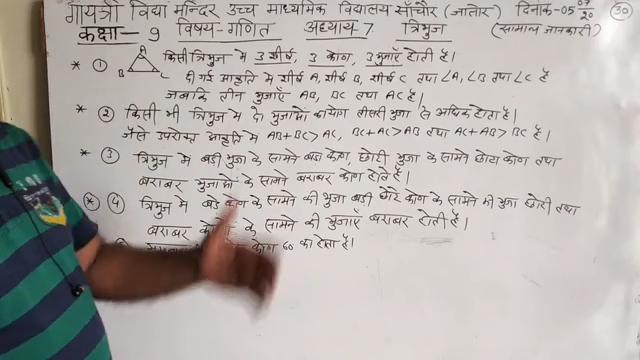 गायत्री विद्या मन्दिर उच्च माध्यमिक विद्यालय साँचौर (जालोर) दिनांक-05 07/20 30
कक्षा- 9 विषय-गणित अध्याय-7 त्रिभुज (सामान्य जानकारी)
* ① किसी त्रिभुज में 3 शीर्ष, 3 कोण, 3 भुजाएँ होती है।
A B C
दी गई आकृति में शीर्ष A, शीर्ष B, शीर्ष C तथा ∠A, ∠B तथा ∠C है
जबकि तीन भुजाएँ AB, BC तथा AC है।
* ② किसी भी त्रिभुज में दो भुजाओं का योग तीसरी भुजा से अधिक होता है।
जैसे उपरोक्त आकृति में AB+BC>AC, BC+AC>AB तथा AC+AB>BC है।
* ③ त्रिभुज में बडी भुजा के सामने बडा कोण, छोटी भुजा के सामने छोटा कोण तथा
बराबर भुजाओं के सामने बराबर कोण होते है।
* ④ त्रिभुज में बडे कोण के सामने की भुजा बडी छोटे कोण के सामने की भुजा छोटी तथा
बराबर के सामने की भुजाएँ बराबर होती है।
कोण 60 का होता है।